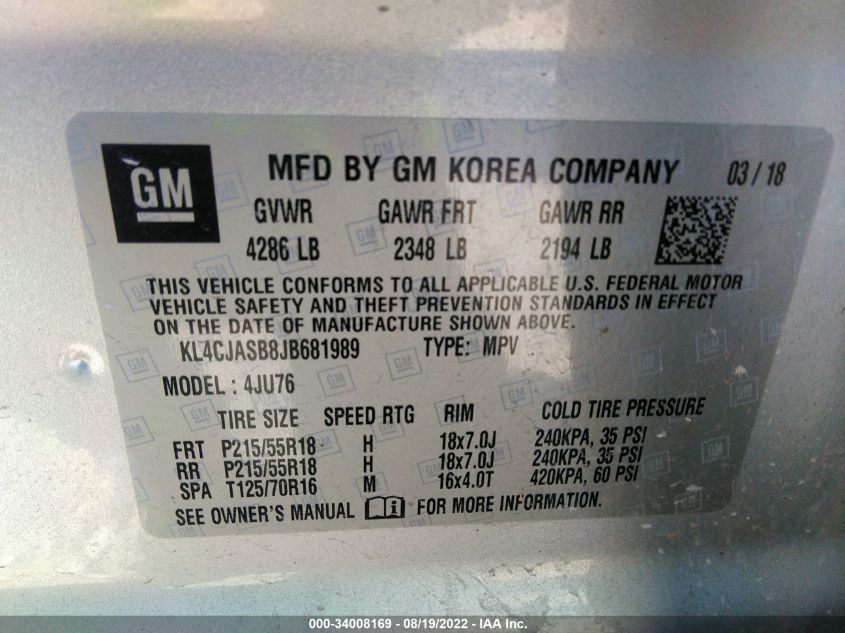 GM
MFD BY GM KOREA COMPANY 03/18
GVWR GAWR FRT GAWR RR
4286 LB 2348 LB 2194 LB
THIS VEHICLE CONFORMS TO ALL APPLICABLE U.S. FEDERAL MOTOR
VEHICLE SAFETY AND THEFT PREVENTION STANDARDS IN EFFECT
ON THE DATE OF MANUFACTURE SHOWN ABOVE.
KL4CJASB8JB681989 TYPE: MPV
MODEL : 4JU76
TIRE SIZE SPEED RTG RIM COLD TIRE PRESSURE
FRT P215/55R18 H 18x7.0J 240KPA, 35 PSI
RR P215/55R18 H 18x7.0J 240KPA, 35 PSI
SPA T125/70R16 M 16x4.0T 420KPA, 60 PSI
SEE OWNER'S MANUAL i FOR MORE INFORMATION.
000-34008169 - 08/19/2022 - IAA Inc.